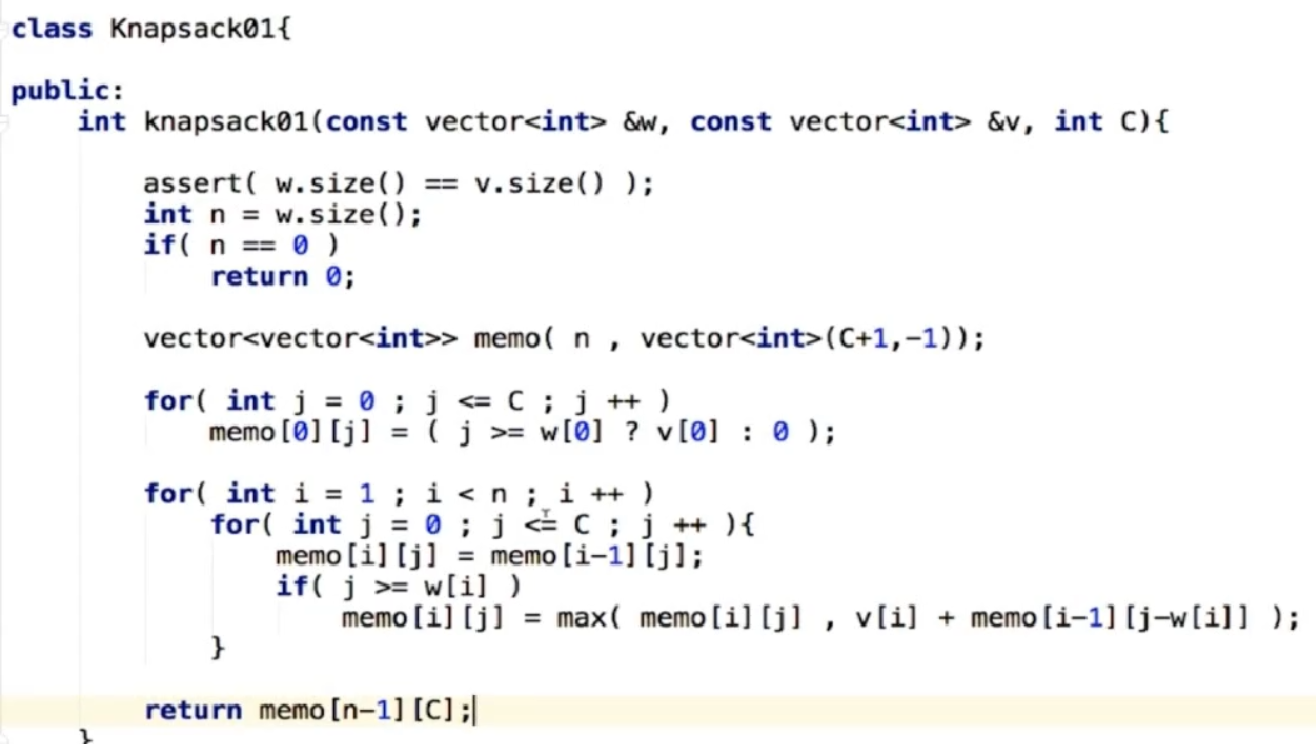 class Knapsack01{
public:
int knapsack01(const vector<int> &w, const vector<int> &v, int C){
assert( w.size() == v.size() );
int n = w.size();
if( n == 0 )
return 0;
vector<vector<int>> memo( n , vector<int>(C+1,-1));
for( int j = 0 ; j <= C ; j ++ )
memo[0][j] = ( j >= w[0] ? v[0] : 0 );
for( int i = 1 ; i < n ; i ++ )
for( int j = 0 ; j <= C ; j ++ ){
memo[i][j] = memo[i-1][j];
if( j >= w[i] )
memo[i][j] = max( memo[i][j] , v[i] + memo[i-1][j-w[i]] );
}
return memo[n-1][C];
}